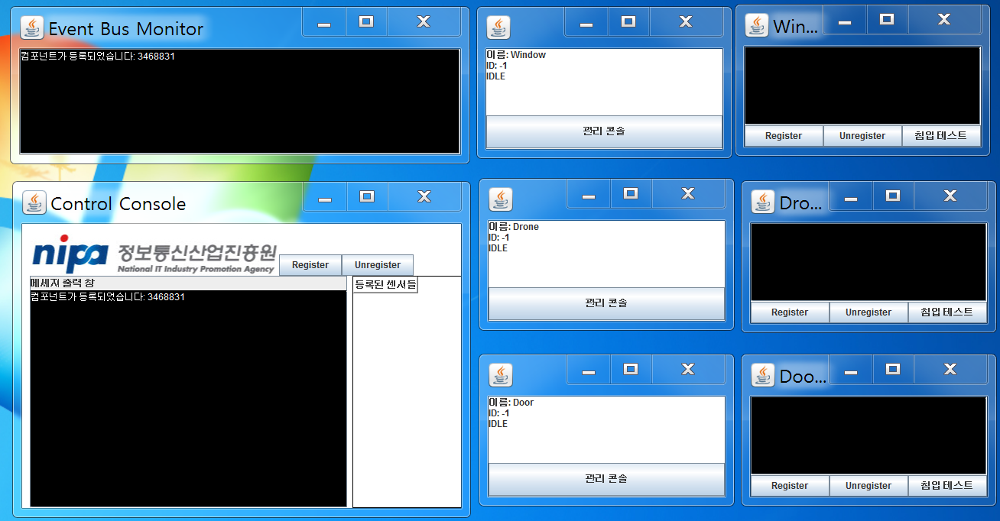 Event Bus Monitor
컴포넌트가 등록되었습니다: 3468831
이름: Window
ID: -1
IDLE
관리 콘솔
Win...
Register
Unregister
침입 테스트
Control Console
nipa 정보통신산업진흥원
National IT Industry Promotion Agency
Register
Unregister
메세지 출력 창
컴포넌트가 등록되었습니다: 3468831
등록된 센서들
이름: Drone
ID: -1
IDLE
관리 콘솔
Dro...
Register
Unregister
침입 테스트
이름: Door
ID: -1
IDLE
관리 콘솔
Doo...
Register
Unregister
침입 테스트